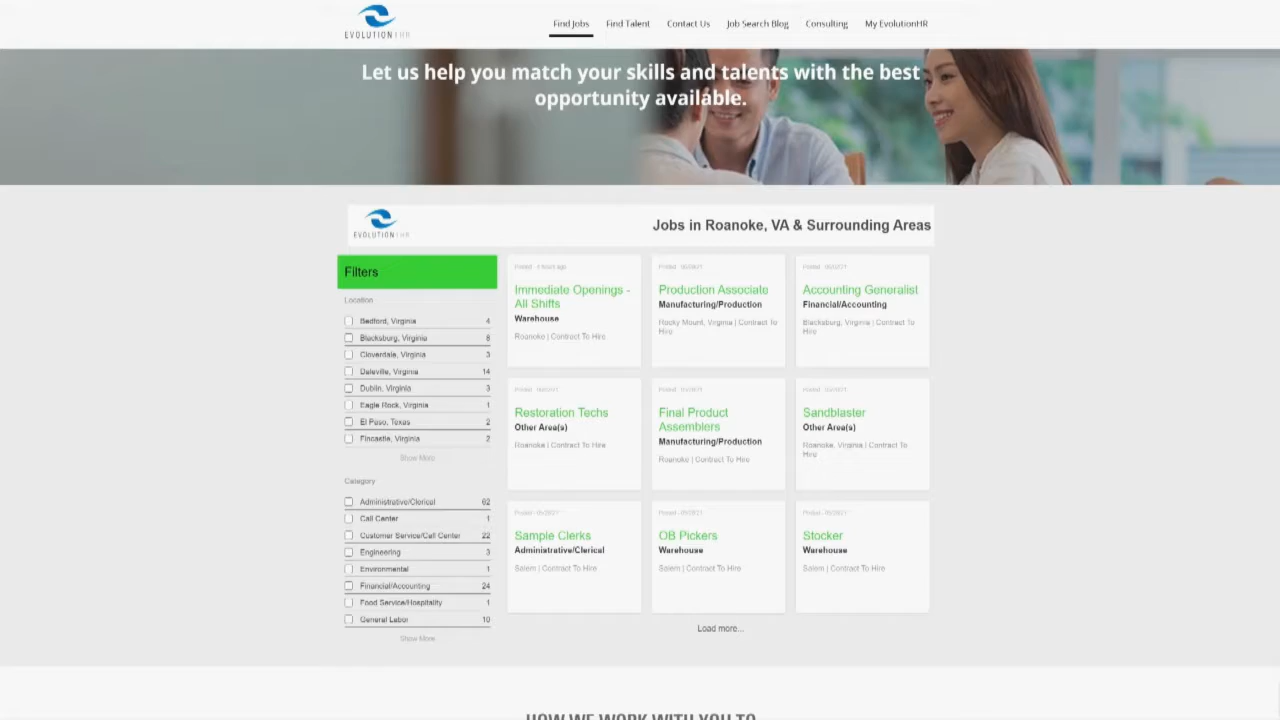 EVOLUTION HR
Find Jobs
Find Talent
Contact Us
Job Search Blog
Consulting
My EvolutionHR
Let us help you match your skills and talents with the best
opportunity available.
EVOLUTION HR
Jobs in Roanoke, VA & Surrounding Areas
Filters
Location
Bedford, Virginia 4
Blacksburg, Virginia 8
Cloverdale, Virginia 3
Daleville, Virginia 14
Dublin, Virginia 3
Eagle Rock, Virginia 1
El Paso, Texas 2
Fincastle, Virginia 2
Show More
Category
Administrative/Clerical 62
Call Center 1
Customer Service/Call Center 22
Engineering 3
Environmental 1
Financial/Accounting 24
Food Service/Hospitality 1
General Labor 10
Show More
Immediate Openings -
All Shifts
Warehouse
Roanoke | Contract To Hire
Production Associate
Manufacturing/Production
Rocky Mount, Virginia | Contract To
Hire
Accounting Generalist
Financial/Accounting
Blacksburg, Virginia | Contract To
Hire
Restoration Techs
Other Area(s)
Roanoke | Contract To Hire
Final Product
Assemblers
Manufacturing/Production
Roanoke | Contract To Hire
Sandblaster
Other Area(s)
Roanoke, Virginia | Contract To
Hire
Sample Clerks
Administrative/Clerical
Salem | Contract To Hire
OB Pickers
Warehouse
Salem | Contract To Hire
Stocker
Warehouse
Salem | Contract To Hire
Load more...
HOW WE WORK WITH YOU TO